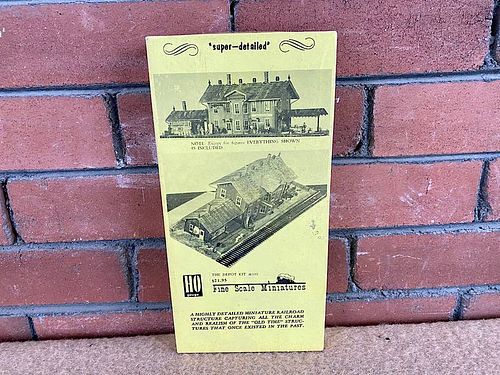 "super-detailed"
NOTE: Except for figures EVERYTHING SHOWN
IS INCLUDED.
THE DEPOT KIT
$21.95
HO
Fine Scale Miniatures
A HIGHLY DETAILED MINIATURE RAILROAD
STRUCTURE CAPTURING ALL THE CHARM
AND REALISM OF THE "OLD TIME" STRUC-
TURES THAT ONCE EXISTED IN THE PAST.